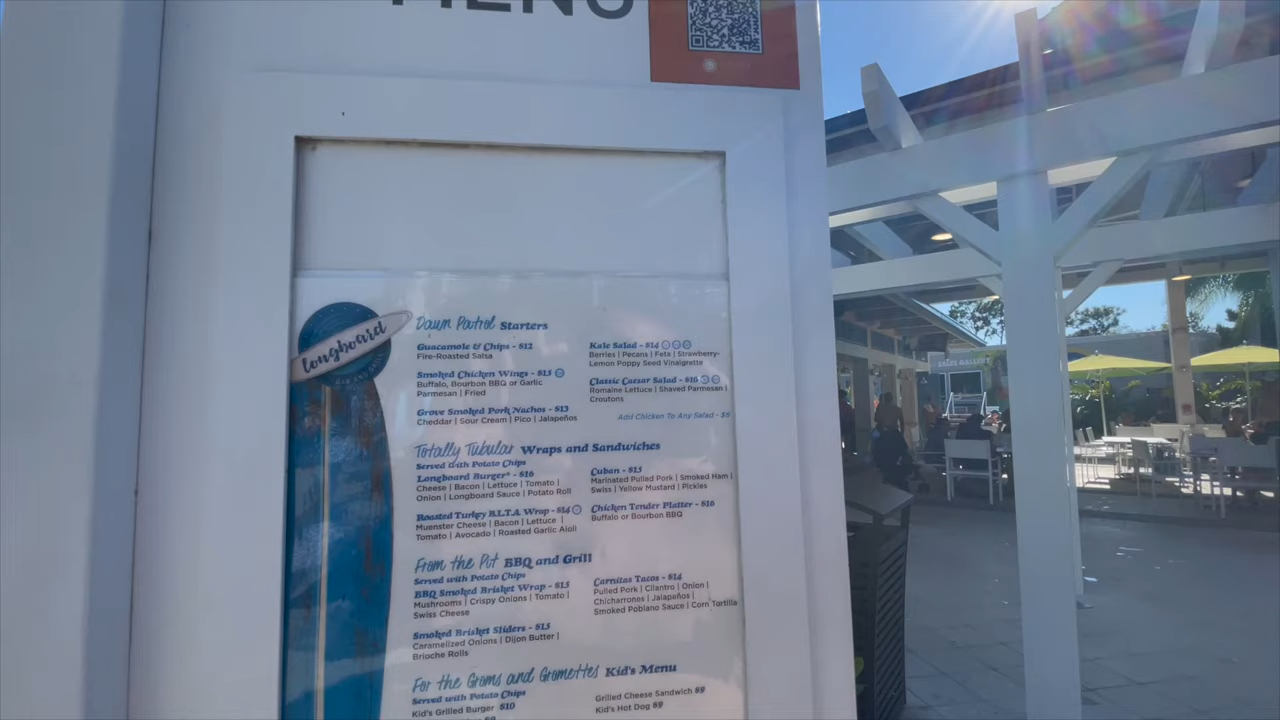 MENU
longboard
BAR AND GRILL
Dawn Patrol Starters
Guacamole & Chips - $12
Fire-Roasted Salsa
Smoked Chicken Wings - $15
Buffalo, Bourbon BBQ or Garlic
Parmesan | Fried
Grove Smoked Pork Nachos - $13
Cheddar | Sour Cream | Pico | Jalapeños
Kale Salad - $14
Berries | Pecans | Feta | Strawberry-
Lemon Poppy Seed Vinaigrette
Classic Caesar Salad - $16
Romaine Lettuce | Shaved Parmesan |
Croutons
Add Chicken To Any Salad - $8
Totally Tubular Wraps and Sandwiches
Served with Potato Chips
Longboard Burger* - $16
Cheese | Bacon | Lettuce | Tomato |
Onion | Longboard Sauce | Potato Roll
Roasted Turkey B.L.T.A. Wrap - $14
Muenster Cheese | Bacon | Lettuce |
Tomato | Avocado | Roasted Garlic Aioli
Cuban - $15
Marinated Pulled Pork | Smoked Ham |
Swiss | Yellow Mustard | Pickles
Chicken Tender Platter - $16
Buffalo or Bourbon BBQ
From the Pit BBQ and Grill
Served with Potato Chips
BBQ Smoked Brisket Wrap - $15
Mushrooms | Crispy Onions | Tomato |
Swiss Cheese
Smoked Brisket Sliders - $15
Caramelized Onions | Dijon Butter |
Brioche Rolls
Carnitas Tacos - $14
Pulled Pork | Cilantro | Onion |
Chicharrones | Jalapeños |
Smoked Poblano Sauce | Corn Tortilla
For the Groms and Gromettes Kid's Menu
Served with Potato Chips
Kid's Grilled Burger $10
Grilled Cheese Sandwich $9
Kid's Hot Dog $9